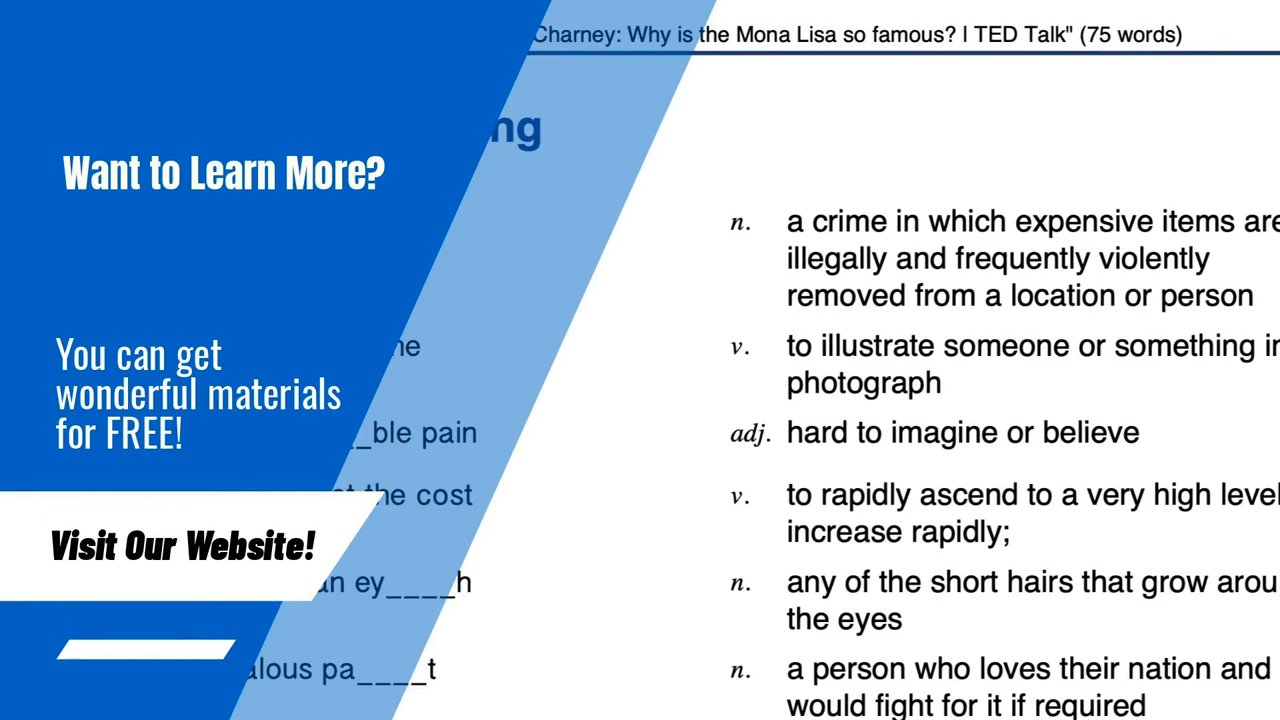 Charney: Why is the Mona Lisa so famous? | TED Talk" (75 words)
ng
Want to Learn More?
You can get
wonderful materials
for FREE!
Visit Our Website!
ne
_ble pain
at the cost
an ey____h
alous pa____t
n. a crime in which expensive items are
illegally and frequently violently
removed from a location or person
v. to illustrate someone or something in
photograph
adj. hard to imagine or believe
v. to rapidly ascend to a very high level
increase rapidly;
n. any of the short hairs that grow arou
the eyes
n. a person who loves their nation and
would fight for it if required